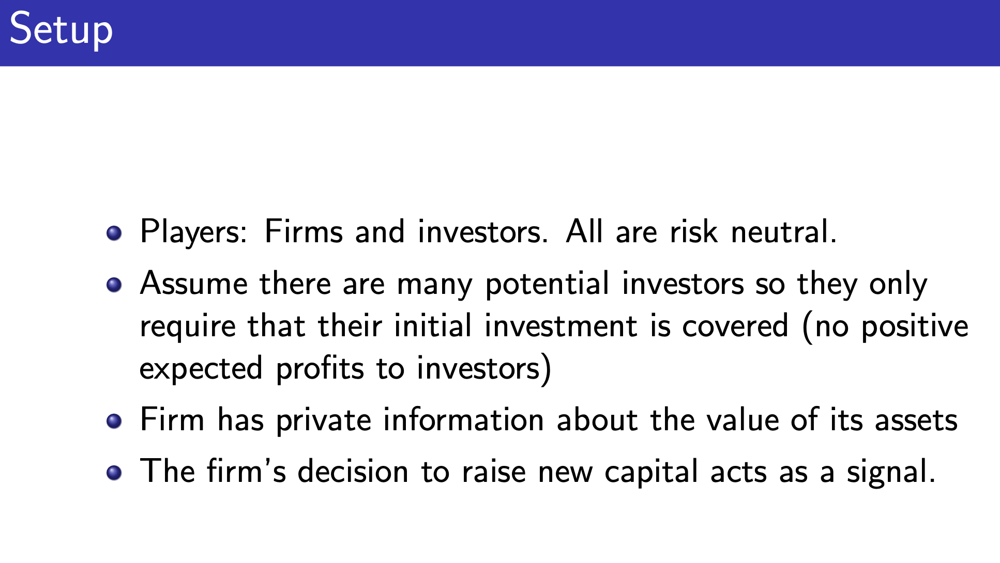 Setup
Players: Firms and investors. All are risk neutral.
Assume there are many potential investors so they only
require that their initial investment is covered (no positive
expected profits to investors)
Firm has private information about the value of its assets
The firm's decision to raise new capital acts as a signal.